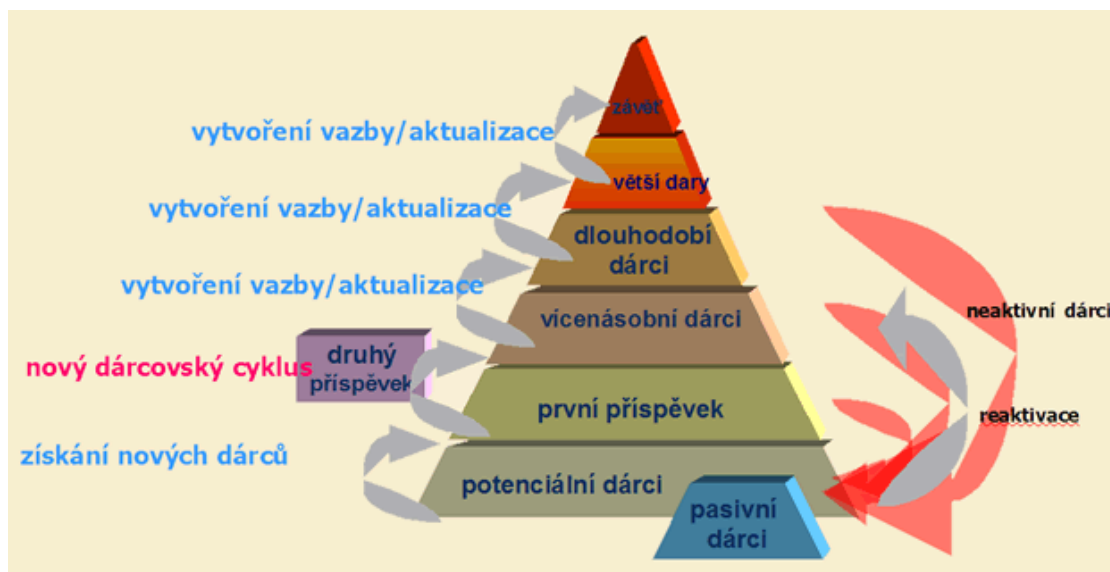 závěť
vytvoření vazby/aktualizace
větší dary
vytvoření vazby/aktualizace
dlouhodobí
dárci
vytvoření vazby/aktualizace
neaktivní dárci
vícenásobní dárci
nový dárcovský cyklus
druhý
příspěvek
první příspěvek
reaktivace
získání nových dárců
potenciální dárci
pasivní
dárci